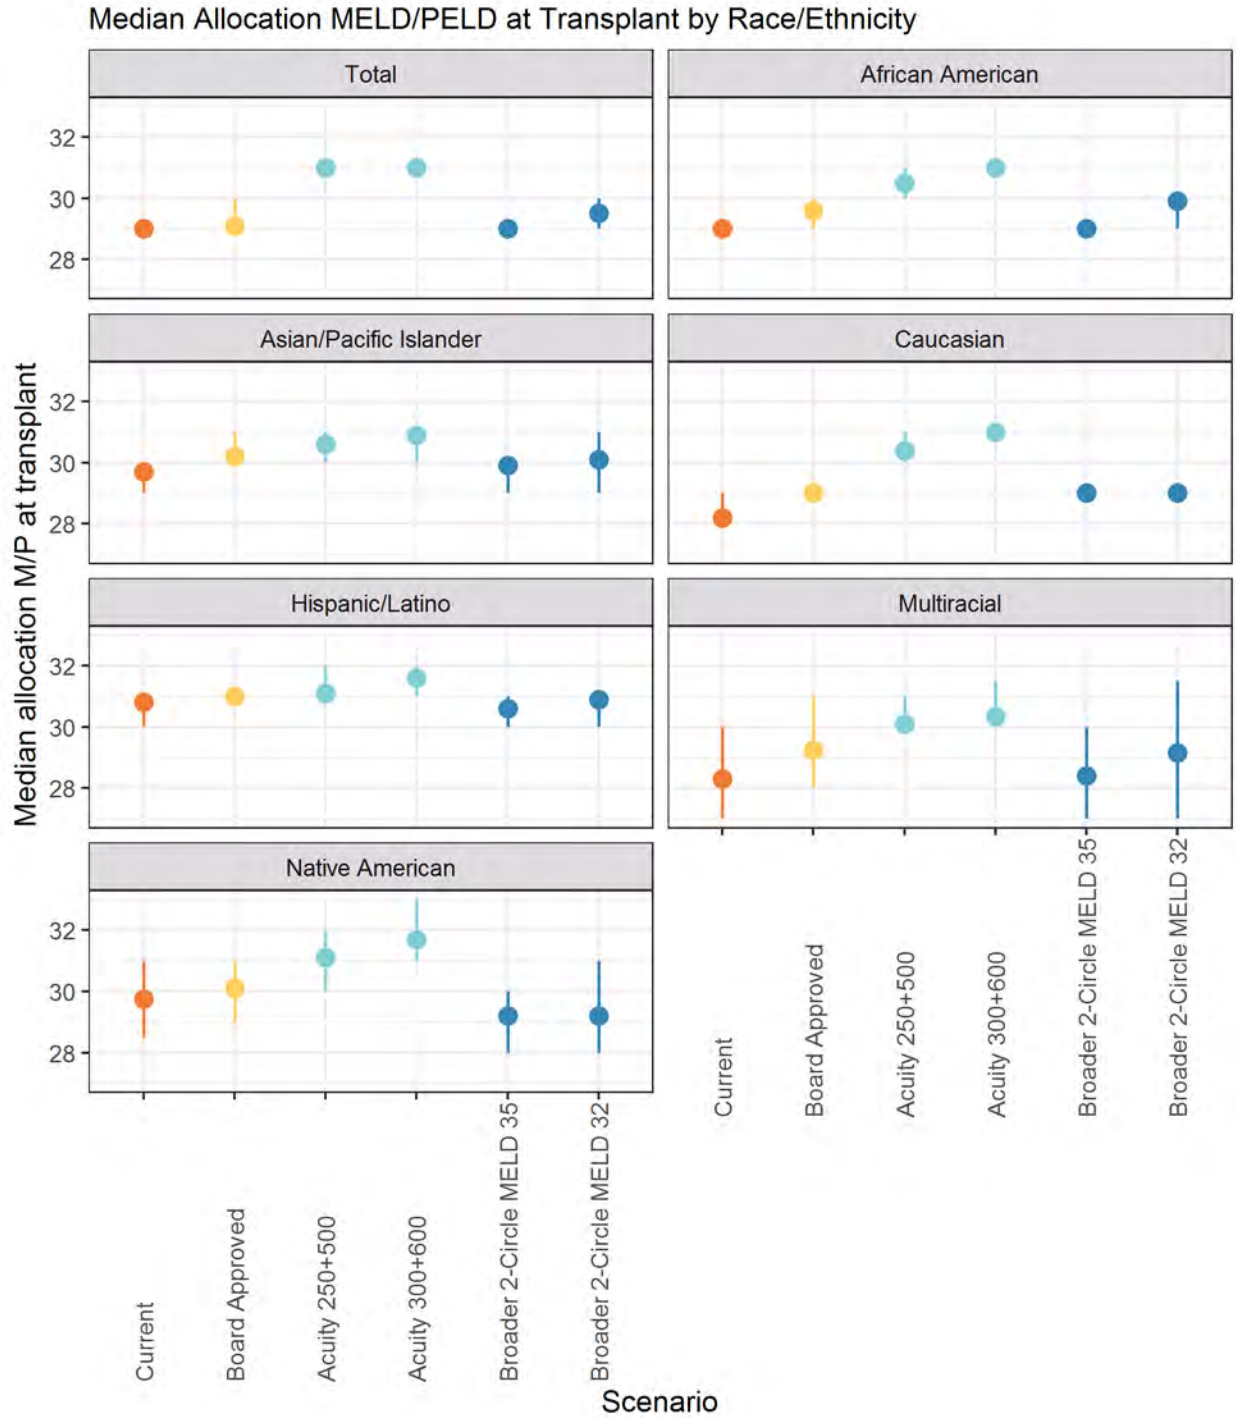 Median Allocation MELD/PELD at Transplant by Race/Ethnicity
Total
African American
32
30
28
Asian/Pacific Islander
Caucasian
32
30
28
Hispanic/Latino
Multiracial
32
30
28
Native American
32
30
28
Median allocation M/P at transplant
Current
Board Approved
Acuity 250+500
Acuity 300+600
Broader 2-Circle MELD 35
Broader 2-Circle MELD 32
Current
Board Approved
Acuity 250+500
Acuity 300+600
Broader 2-Circle MELD 35
Broader 2-Circle MELD 32
Scenario